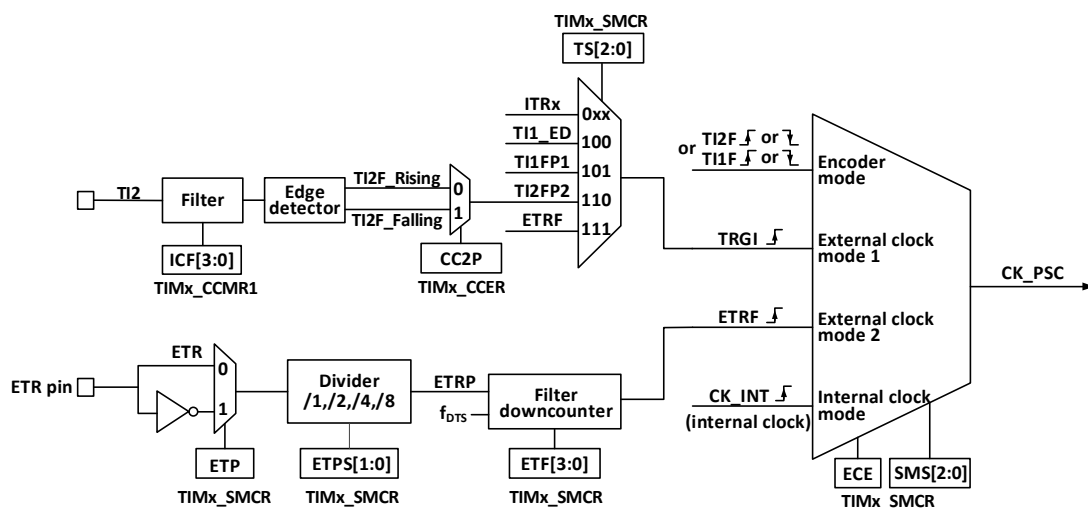 TIMx_SMCR
TS[2:0]
ITRx
0xx
TI1_ED
100
TI1FP1
101
TI2FP2
110
ETRF
111
TI2
Filter
Edge
detector
TI2F_Rising
TI2F_Falling
0
1
ICF[3:0]
TIMx_CCMR1
CC2P
TIMx_CCER
or TI2F or
TI1F or
Encoder
mode
TRGI
External clock
mode 1
CK_PSC
ETRF
External clock
mode 2
CK_INT
(internal clock)
Internal clock
mode
ECE
SMS[2:0]
TIMx_SMCR
ETR pin
ETR
0
1
Divider
/1,/2,/4,/8
ETRP
fDTS
Filter
downcounter
ETP
TIMx_SMCR
ETPS[1:0]
TIMx_SMCR
ETF[3:0]
TIMx_SMCR